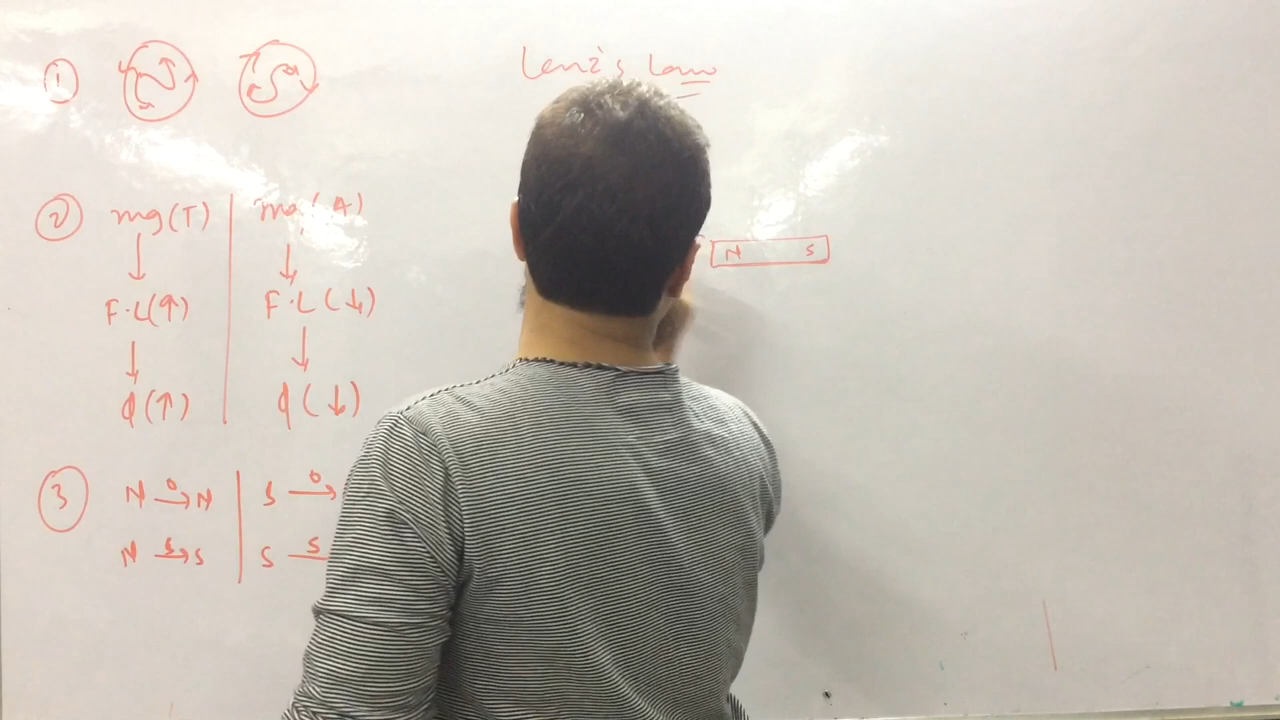 Lenz's Law
① N S
② mg(T) | mg(A)
↓ ↓
F.L(↑) F.L(↓)
↓ ↓
φ(↑) φ(↓)
③ N →o N | S →o
N →s S | S s
N S